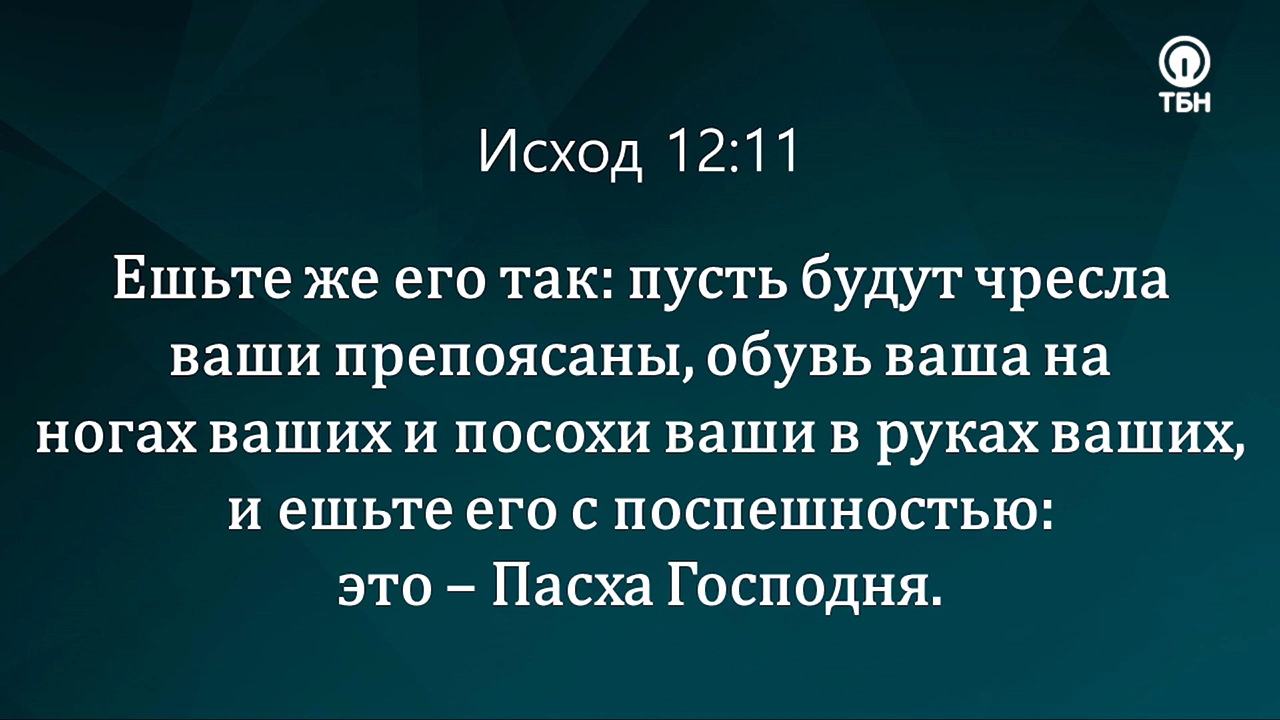 ТБН
Исход 12:11
Ешьте же его так: пусть будут чресла
ваши препоясаны, обувь ваша на
ногах ваших и посохи ваши в руках ваших,
и ешьте его с поспешностью:
это – Пасха Господня.